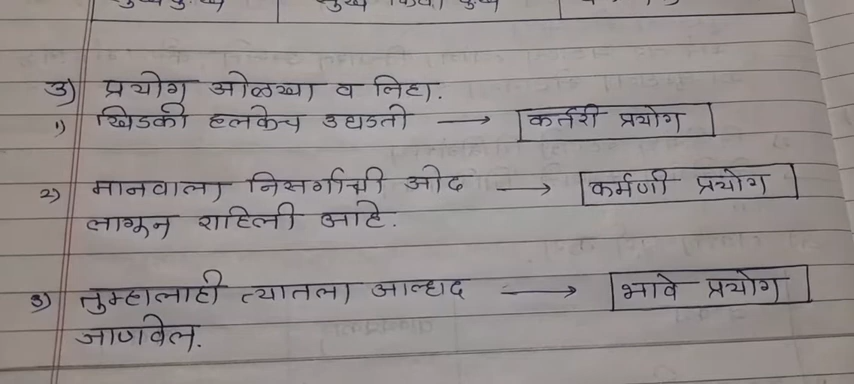 सुख किंवा दुःख
३) प्रयोग ओळखा व लिहा.
१) खिडकी हलकेच उघडती → कर्तरी प्रयोग
२) मानवाला निसर्गाची ओढ → कर्मणी प्रयोग
लागून राहिली आहे.
३) तुम्हालाही त्यातला आल्हाद → भावे प्रयोग
जाणवेल.